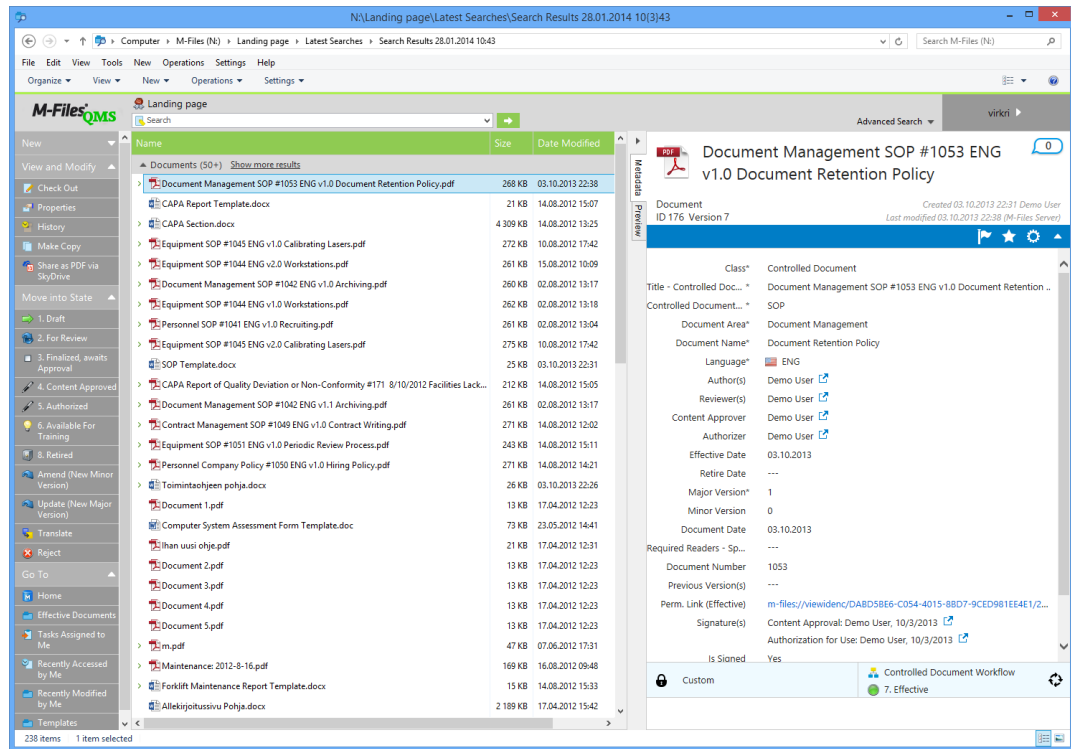 N:\Landing page\Latest Searches\Search Results 28.01.2014 10(3)43
Computer M-Files (N:) Landing page Latest Searches Search Results 28.01.2014 10:43
Search M-Files (N:)
File Edit View Tools New Operations Settings Help
Organize View New Operations Settings
M-Files QMS
Landing page
Search
Advanced Search
virkri
New
View and Modify
Check Out
Properties
History
Make Copy
Share as PDF via
SkyDrive
Move into State
1. Draft
2. For Review
3. Finalized, awaits
Approval
4. Content Approved
5. Authorized
6. Available For
Training
8. Retired
Amend (New Minor
Version)
Update (New Major
Version)
Translate
Reject
Go To
Home
Effective Documents
Tasks Assigned to
Me
Recently Accessed
by Me
Recently Modified
by Me
Templates
Name Size Date Modified
Documents (50+) Show more results
Document Management SOP #1053 ENG v1.0 Document Retention Policy.pdf 268 KB 03.10.2013 22:38
CAPA Report Template.docx 21 KB 14.08.2012 15:07
CAPA Section.docx 4 309 KB 14.08.2012 13:25
Equipment SOP #1045 ENG v1.0 Calibrating Lasers.pdf 272 KB 10.08.2012 17:42
Equipment SOP #1044 ENG v2.0 Workstations.pdf 261 KB 15.08.2012 10:09
Document Management SOP #1042 ENG v1.0 Archiving.pdf 260 KB 02.08.2012 13:17
Equipment SOP #1044 ENG v1.0 Workstations.pdf 262 KB 02.08.2012 13:18
Personnel SOP #1041 ENG v1.0 Recruiting.pdf 261 KB 02.08.2012 13:04
Equipment SOP #1045 ENG v2.0 Calibrating Lasers.pdf 275 KB 10.08.2012 17:42
SOP Template.docx 25 KB 03.10.2013 22:31
CAPA Report of Quality Deviation or Non-Conformity #171 8/10/2012 Facilities Lack... 212 KB 14.08.2012 15:05
Document Management SOP #1042 ENG v1.1 Archiving.pdf 261 KB 02.08.2012 13:17
Contract Management SOP #1049 ENG v1.0 Contract Writing.pdf 271 KB 14.08.2012 12:02
Equipment SOP #1051 ENG v1.0 Periodic Review Process.pdf 243 KB 14.08.2012 15:11
Personnel Company Policy #1050 ENG v1.0 Hiring Policy.pdf 271 KB 14.08.2012 14:21
Toimintaohjeen pohja.docx 26 KB 03.10.2013 22:26
Document 1.pdf 13 KB 17.04.2012 12:23
Computer System Assessment Form Template.doc 73 KB 23.05.2012 14:41
Ihan uusi ohje.pdf 21 KB 17.04.2012 12:31
Document 2.pdf 13 KB 17.04.2012 12:23
Document 3.pdf 13 KB 17.04.2012 12:23
Document 4.pdf 13 KB 17.04.2012 12:23
Document 5.pdf 13 KB 17.04.2012 12:23
m.pdf 47 KB 07.06.2012 17:31
Maintenance: 2012-8-16.pdf 169 KB 16.08.2012 09:48
Forklift Maintenance Report Template.docx 15 KB 14.08.2012 15:33
Allekirjoitussivu Pohja.docx 2 189 KB 17.04.2012 15:42
Metadata
Preview
PDF
Document Management SOP #1053 ENG
v1.0 Document Retention Policy
0
Document Created 03.10.2013 22:31 Demo User
ID 176 Version 7 Last modified 03.10.2013 22:38 (M-Files Server)
Class* Controlled Document
Title - Controlled Doc... * Document Management SOP #1053 ENG v1.0 Document Retention ..
Controlled Document... * SOP
Document Area* Document Management
Document Name* Document Retention Policy
Language* ENG
Author(s) Demo User
Reviewer(s) Demo User
Content Approver Demo User
Authorizer Demo User
Effective Date 03.10.2013
Retire Date ---
Major Version* 1
Minor Version 0
Document Date 03.10.2013
Required Readers - Sp... ---
Document Number 1053
Previous Version(s) ---
Perm. Link (Effective) m-files://viewidenc/DABD5BE6-C054-4015-8BD7-9CED981EE4E1/2...
Signature(s) Content Approval: Demo User, 10/3/2013
Authorization for Use: Demo User, 10/3/2013
Is Signed Yes
Custom
Controlled Document Workflow
7. Effective
238 items 1 item selected